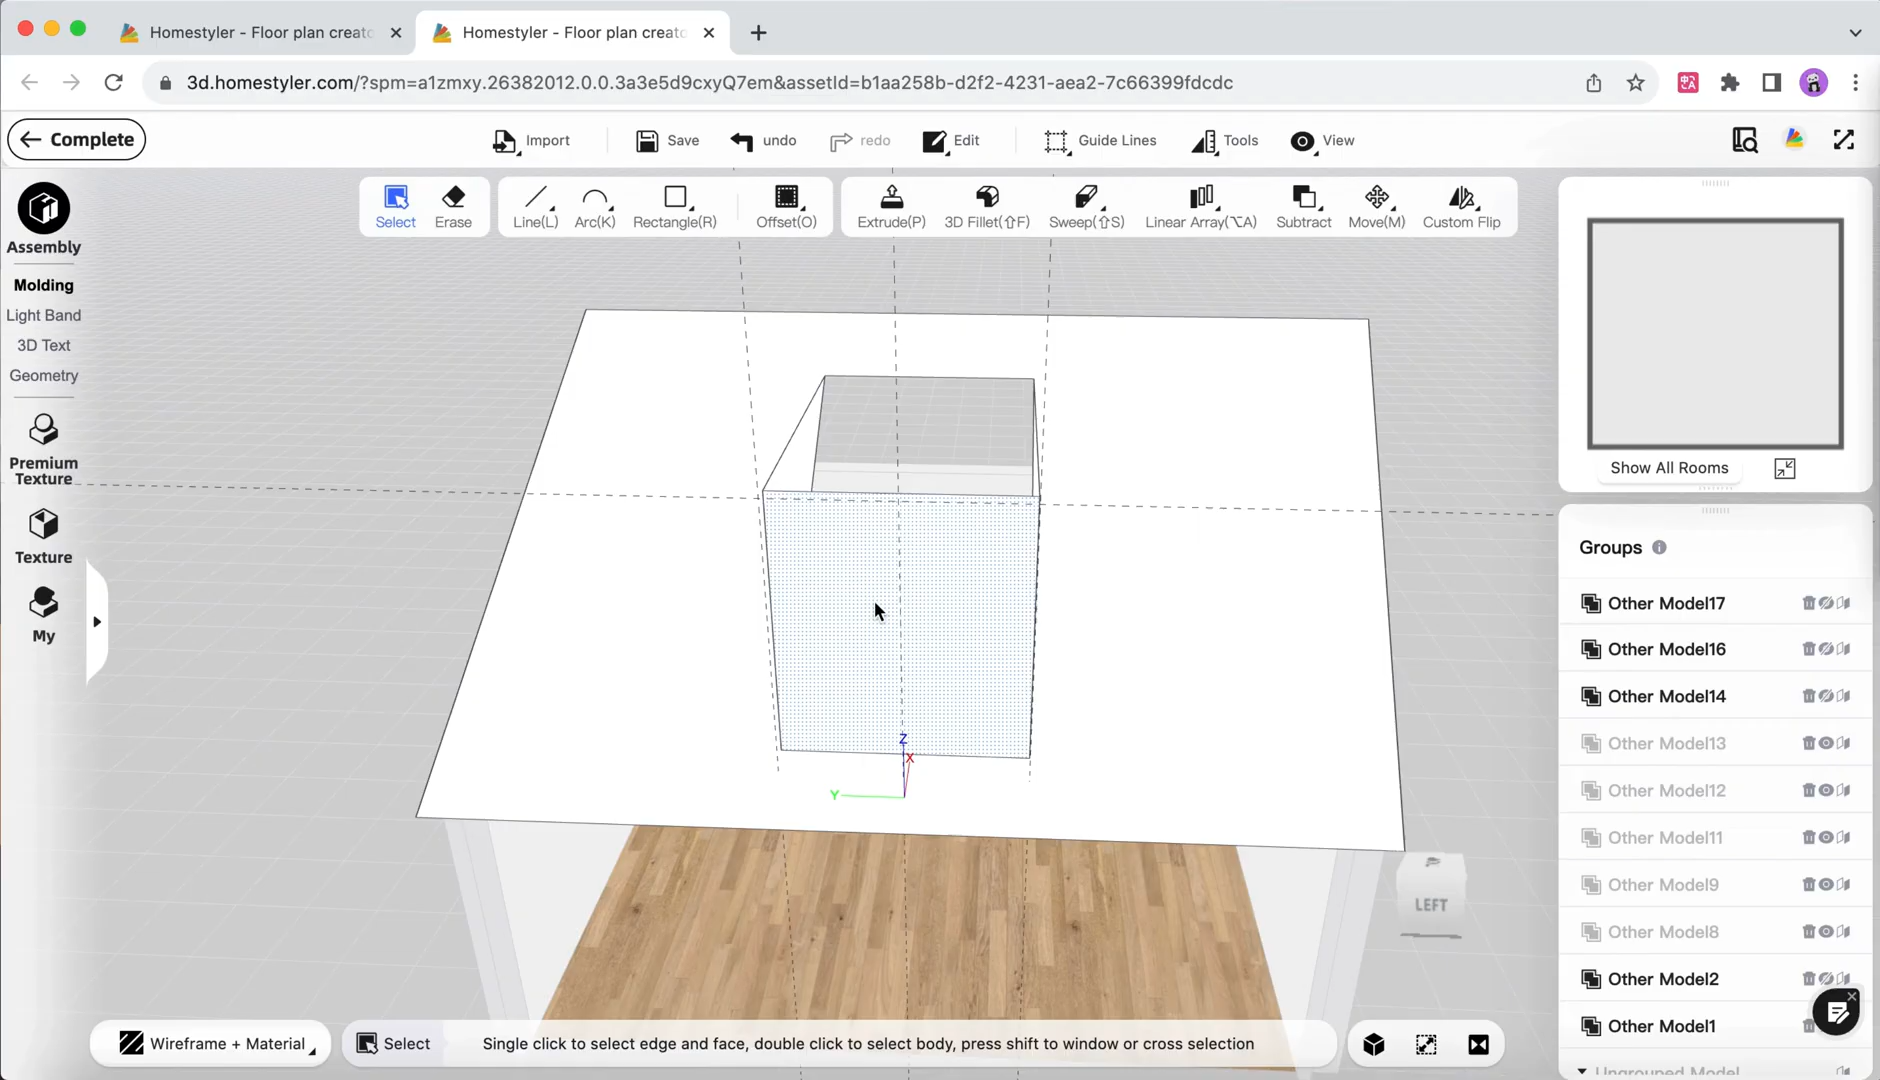 Homestyler - Floor plan creato
Homestyler - Floor plan creato
3d.homestyler.com/?spm=a1zmxy.26382012.0.0.3a3e5d9cxyQ7em&assetId=b1aa258b-d2f2-4231-aea2-7c66399fdcdc
Complete
Import
Save
undo
redo
Edit
Guide Lines
Tools
View
Select
Erase
Line(L)
Arc(K)
Rectangle(R)
Offset(O)
Extrude(P)
3D Fillet(⇧F)
Sweep(⇧S)
Linear Array(⌥A)
Subtract
Move(M)
Custom Flip
Assembly
Molding
Light Band
3D Text
Geometry
Premium
Texture
Texture
My
Show All Rooms
Groups
Other Model17
Other Model16
Other Model14
Other Model13
Other Model12
Other Model11
Other Model9
Other Model8
Other Model2
Other Model1
Ungrouped Model
Z
X
Y
LEFT
Wireframe + Material
Select
Single click to select edge and face, double click to select body, press shift to window or cross selection